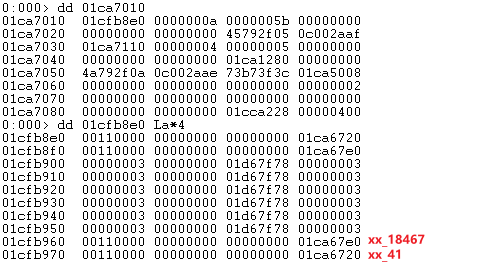 0:000> dd 01ca7010
01ca7010  01cfb8e0 0000000a 0000005b 00000000
01ca7020  00000000 00000000 45792f05 0c002aaf
01ca7030  01ca7110 00000004 00000005 00000000
01ca7040  00000000 01ca1280 00000000 00000000
01ca7050  4a792f0a 0c002aae 73b73f3c 01ca5008
01ca7060  00000000 00000000 00000000 00000002
01ca7070  00000000 00000000 00000000 00000000
01ca7080  00000000 00000000 01cca228 00000400
0:000> dd 01cfb8e0 La*4
01cfb8e0  00110000 00000000 00000000 01ca6720
01cfb8f0  00110000 00000000 00000000 01ca67e0
01cfb900  00000003 00000000 01d67f78 00000003
01cfb910  00000003 00000000 01d67f78 00000003
01cfb920  00000003 00000000 01d67f78 00000003
01cfb930  00000003 00000000 01d67f78 00000003
01cfb940  00000003 00000000 01d67f78 00000003
01cfb950  00000003 00000000 01d67f78 00000003
01cfb960  00110000 00000000 00000000 01ca67e0 xx_18467
01cfb970  00110000 00000000 00000000 01ca6720 xx_41